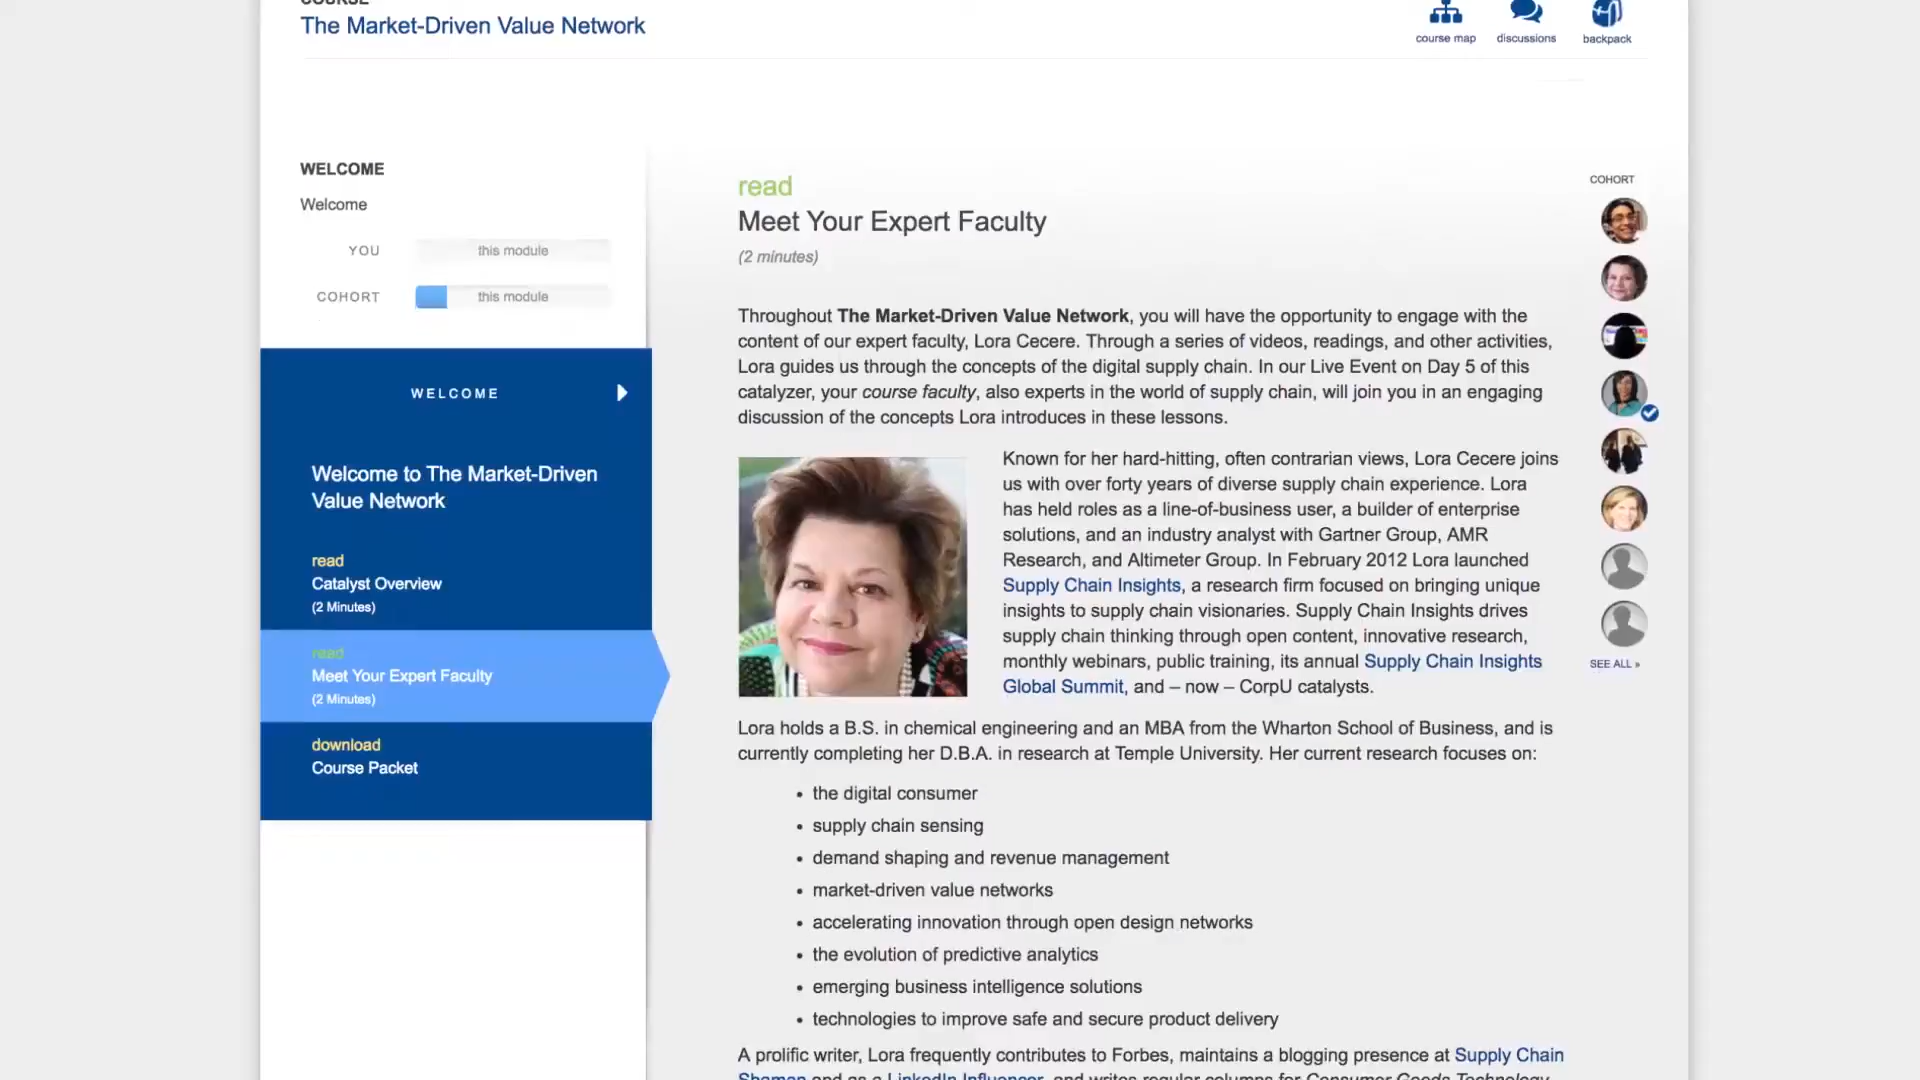 COURSE
The Market-Driven Value Network
course map
discussions
backpack
WELCOME
Welcome
YOU
this module
COHORT
this module
WELCOME
Welcome to The Market-Driven
Value Network
read
Catalyst Overview
(2 Minutes)
read
Meet Your Expert Faculty
(2 Minutes)
download
Course Packet
read
Meet Your Expert Faculty
(2 minutes)
Throughout The Market-Driven Value Network, you will have the opportunity to engage with the
content of our expert faculty, Lora Cecere. Through a series of videos, readings, and other activities,
Lora guides us through the concepts of the digital supply chain. In our Live Event on Day 5 of this
catalyzer, your course faculty, also experts in the world of supply chain, will join you in an engaging
discussion of the concepts Lora introduces in these lessons.
Known for her hard-hitting, often contrarian views, Lora Cecere joins
us with over forty years of diverse supply chain experience. Lora
has held roles as a line-of-business user, a builder of enterprise
solutions, and an industry analyst with Gartner Group, AMR
Research, and Altimeter Group. In February 2012 Lora launched
Supply Chain Insights, a research firm focused on bringing unique
insights to supply chain visionaries. Supply Chain Insights drives
supply chain thinking through open content, innovative research,
monthly webinars, public training, its annual Supply Chain Insights
Global Summit, and – now – CorpU catalysts.
Lora holds a B.S. in chemical engineering and an MBA from the Wharton School of Business, and is
currently completing her D.B.A. in research at Temple University. Her current research focuses on:
• the digital consumer
• supply chain sensing
• demand shaping and revenue management
• market-driven value networks
• accelerating innovation through open design networks
• the evolution of predictive analytics
• emerging business intelligence solutions
• technologies to improve safe and secure product delivery
A prolific writer, Lora frequently contributes to Forbes, maintains a blogging presence at Supply Chain
Shaman and as a LinkedIn Influencer, and writes regular columns for Consumer Goods Technology,
COHORT
SEE ALL »